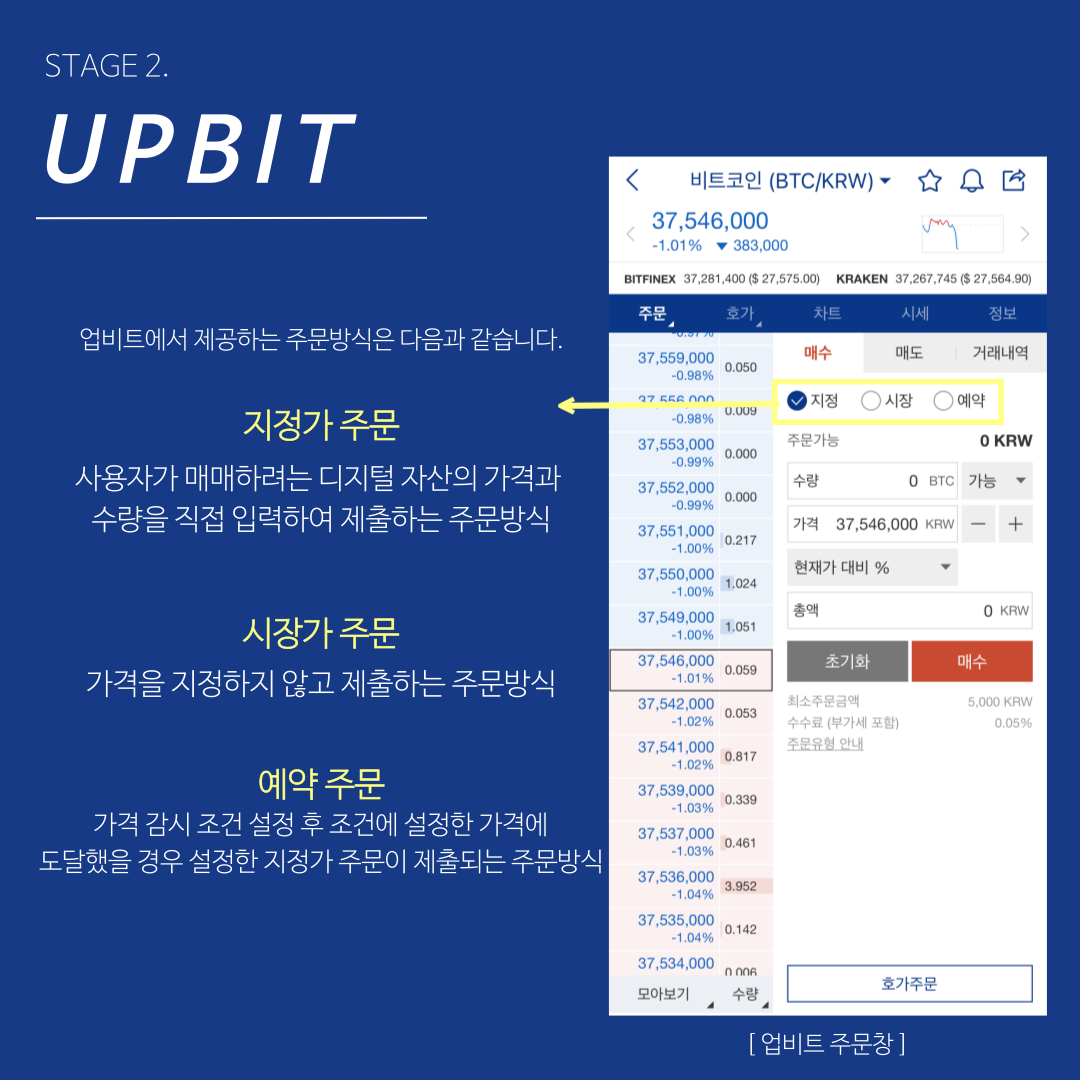 STAGE 2.
UPBIT
업비트에서 제공하는 주문방식은 다음과 같습니다.
지정가 주문
사용자가 매매하려는 디지털 자산의 가격과
수량을 직접 입력하여 제출하는 주문방식
시장가 주문
가격을 지정하지 않고 제출하는 주문방식
예약 주문
가격 감시 조건 설정 후 조건에 설정한 가격에
도달했을 경우 설정한 지정가 주문이 제출되는 주문방식
비트코인 (BTC/KRW)
37,546,000
-1.01% ▼ 383,000
BITFINEX 37,281,400 ($ 27,575.00) KRAKEN 37,267,745 ($ 27,564.90)
주문 호가 차트 시세 정보
-0.97%
37,559,000 0.050
-0.98%
37,556,000 0.009
-0.98%
37,553,000 0.000
-0.99%
37,552,000 0.000
-0.99%
37,551,000 0.217
-1.00%
37,550,000 1.024
-1.00%
37,549,000 1.051
-1.00%
37,546,000 0.059
-1.01%
37,542,000 0.053
-1.02%
37,541,000 0.817
-1.02%
37,539,000 0.339
-1.03%
37,537,000 0.461
-1.03%
37,536,000 3.952
-1.04%
37,535,000 0.142
-1.04%
37,534,000 0.006
모아보기 수량
매수 매도 거래내역
지정 시장 예약
주문가능 0 KRW
수량 0 BTC 가능
가격 37,546,000 KRW − +
현재가 대비 %
총액 0 KRW
초기화 매수
최소주문금액 5,000 KRW
수수료 (부가세 포함) 0.05%
주문유형 안내
호가주문
[ 업비트 주문창 ]